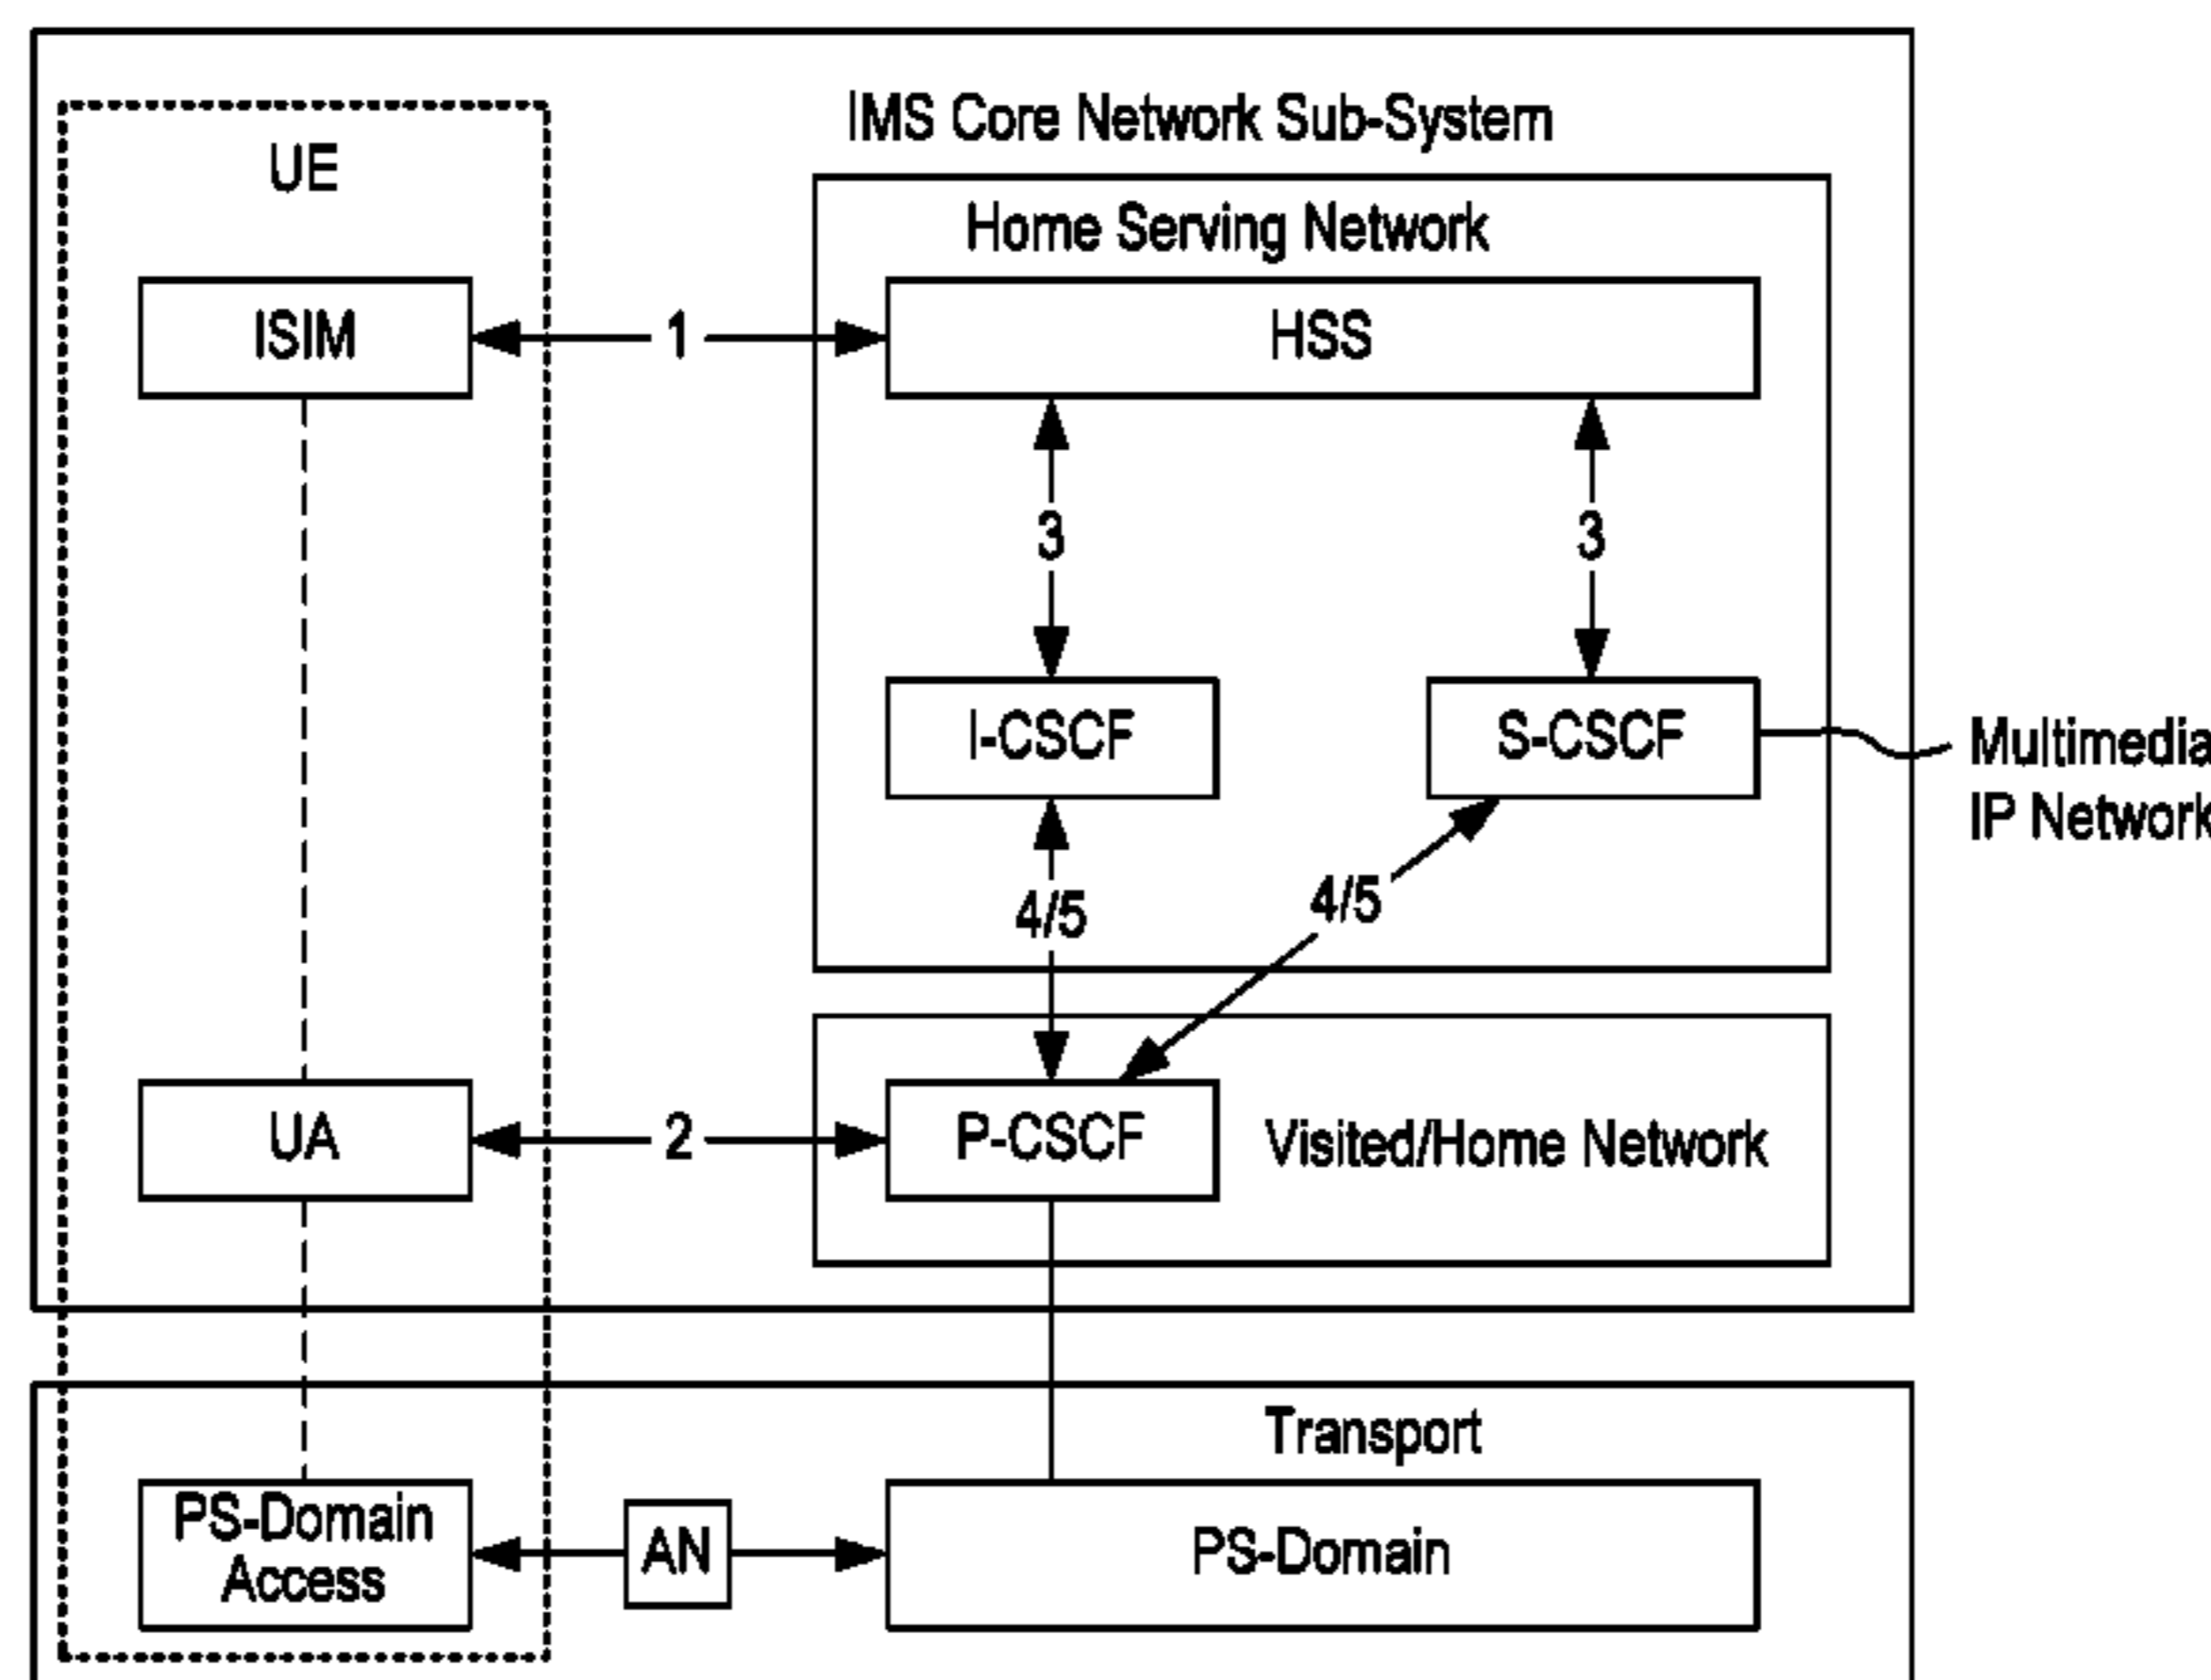 IMS Core Network Sub-System
UE
Home Serving Network
ISIM
1
HSS
3
3
I-CSCF
S-CSCF
Multimedia
IP Network
4/5
4/5
UA
2
P-CSCF
Visited/Home Network
Transport
PS-Domain
Access
AN
PS-Domain